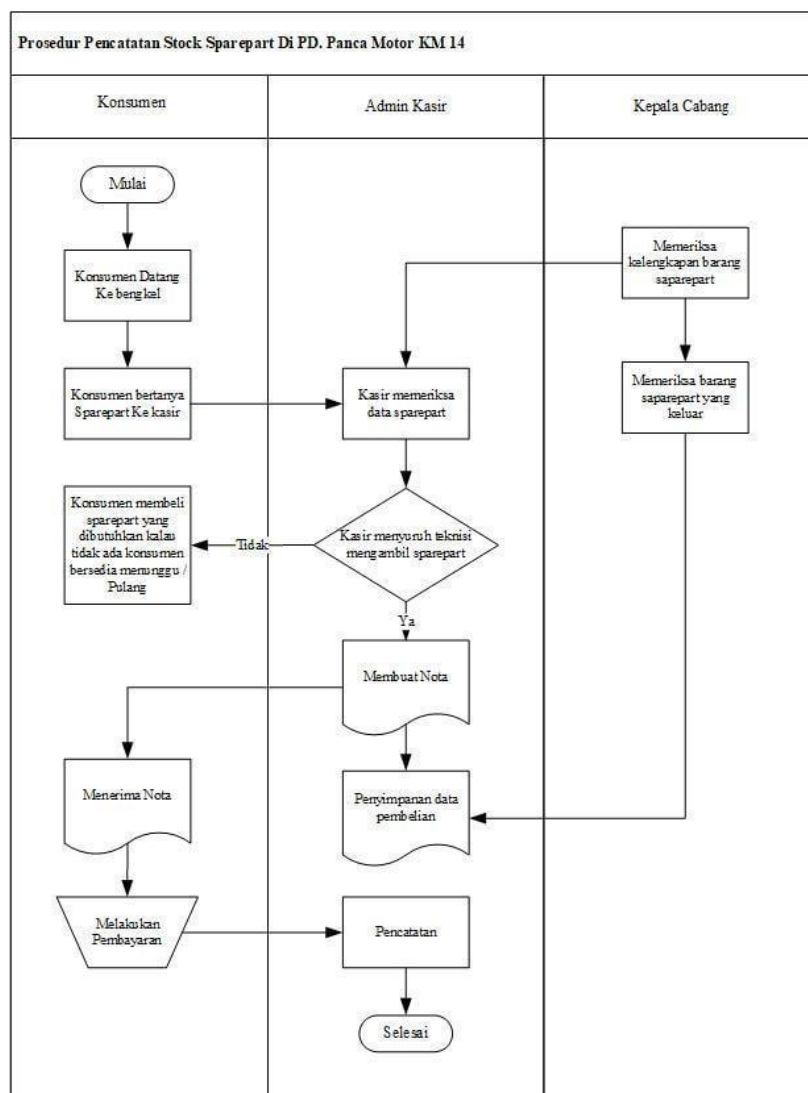 Prosedur Pencatatan Stock Sparepart Di PD. Panca Motor KM 14
Konsumen
Admin Kasir
Kepala Cabang
Mulai
Konsumen Datang
Ke bengkel
Memeriksa
kelengkapan barang
saparepart
Konsumen bertanya
Sparepart Ke kasir
Kasir memeriksa
data sparepart
Memeriksa barang
saparepart yang
keluar
Konsumen membeli
sparepart yang
dibutuhkan kalau
tidak ada konsumen
bersedia menunggu /
Pulang
Tidak
Kasir menyuruh teknisi
mengambil sparepart
Ya
Membuat Nota
Menerima Nota
Penyimpanan data
pembelian
Melakukan
Pembayaran
Pencatatan
Selesai